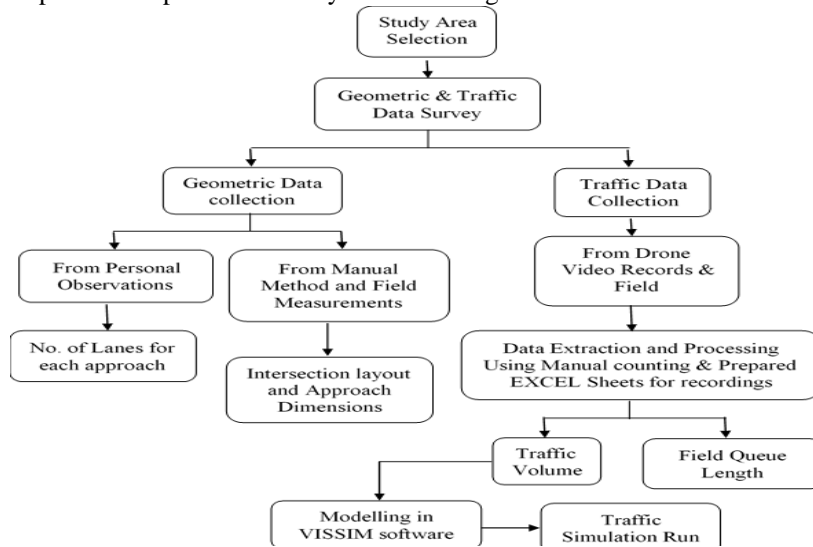 Study Area
Selection
Geometric & Traffic
Data Survey
Geometric Data
collection
Traffic Data
Collection
From Personal
Observations
From Manual
Method and Field
Measurements
From Drone
Video Records &
Field
No. of Lanes for
each approach
Intersection layout
and Approach
Dimensions
Data Extraction and Processing
Using Manual counting & Prepared
EXCEL Sheets for recordings
Traffic
Volume
Field Queue
Length
Modelling in
VISSIM software
Traffic
Simulation Run